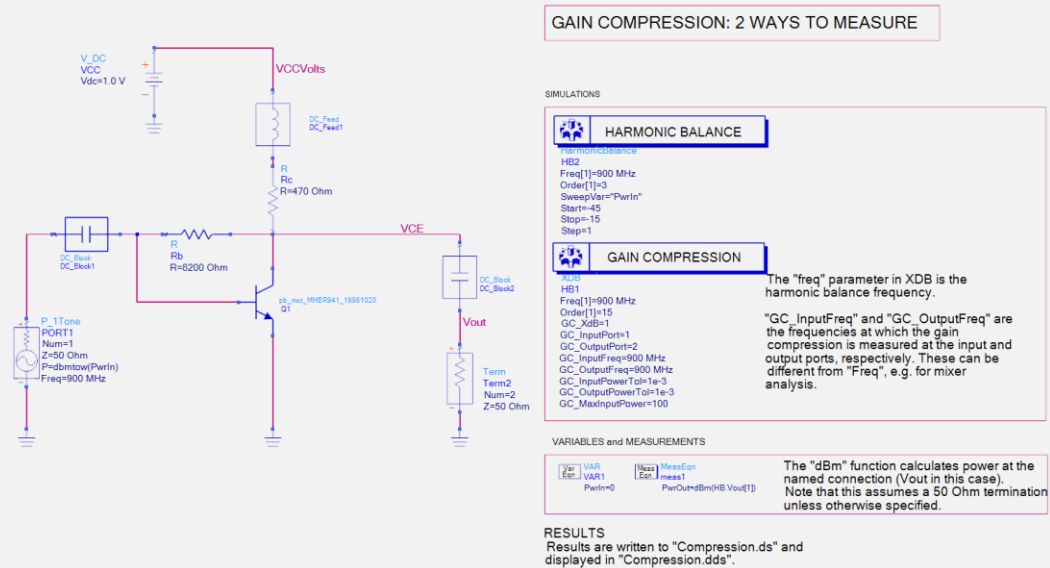 GAIN COMPRESSION: 2 WAYS TO MEASURE
V_DC
VCC
Vdc=1.0 V
+
VCCVolts
DC_Feed
DC_Feed1
R
Rc
R=470 Ohm
VCE
DC_Block
DC_Block1
R
Rb
R=8200 Ohm
DC_Block
DC_Block2
pb_mot_MMBR941_19961020
Q1
Vout
P_1Tone
PORT1
Num=1
Z=50 Ohm
P=dbmtow(PwrIn)
Freq=900 MHz
Term
Term2
Num=2
Z=50 Ohm
SIMULATIONS
HARMONIC BALANCE
HarmonicBalance
HB2
Freq[1]=900 MHz
Order[1]=3
SweepVar="PwrIn"
Start=-45
Stop=-15
Step=1
GAIN COMPRESSION
XDB
HB1
Freq[1]=900 MHz
Order[1]=15
GC_XdB=1
GC_InputPort=1
GC_OutputPort=2
GC_InputFreq=900 MHz
GC_OutputFreq=900 MHz
GC_InputPowerTol=1e-3
GC_OutputPowerTol=1e-3
GC_MaxInputPower=100
The "freq" parameter in XDB is the
harmonic balance frequency.
"GC_InputFreq" and "GC_OutputFreq" are
the frequencies at which the gain
compression is measured at the input and
output ports, respectively. These can be
different from "Freq", e.g. for mixer
analysis.
VARIABLES and MEASUREMENTS
Var
Eqn
VAR
VAR1
PwrIn=0
Meas
Eqn
MeasEqn
meas1
PwrOut=dBm(HB.Vout[1])
The "dBm" function calculates power at the
named connection (Vout in this case).
Note that this assumes a 50 Ohm termination
unless otherwise specified.
RESULTS
Results are written to "Compression.ds" and
displayed in "Compression.dds".